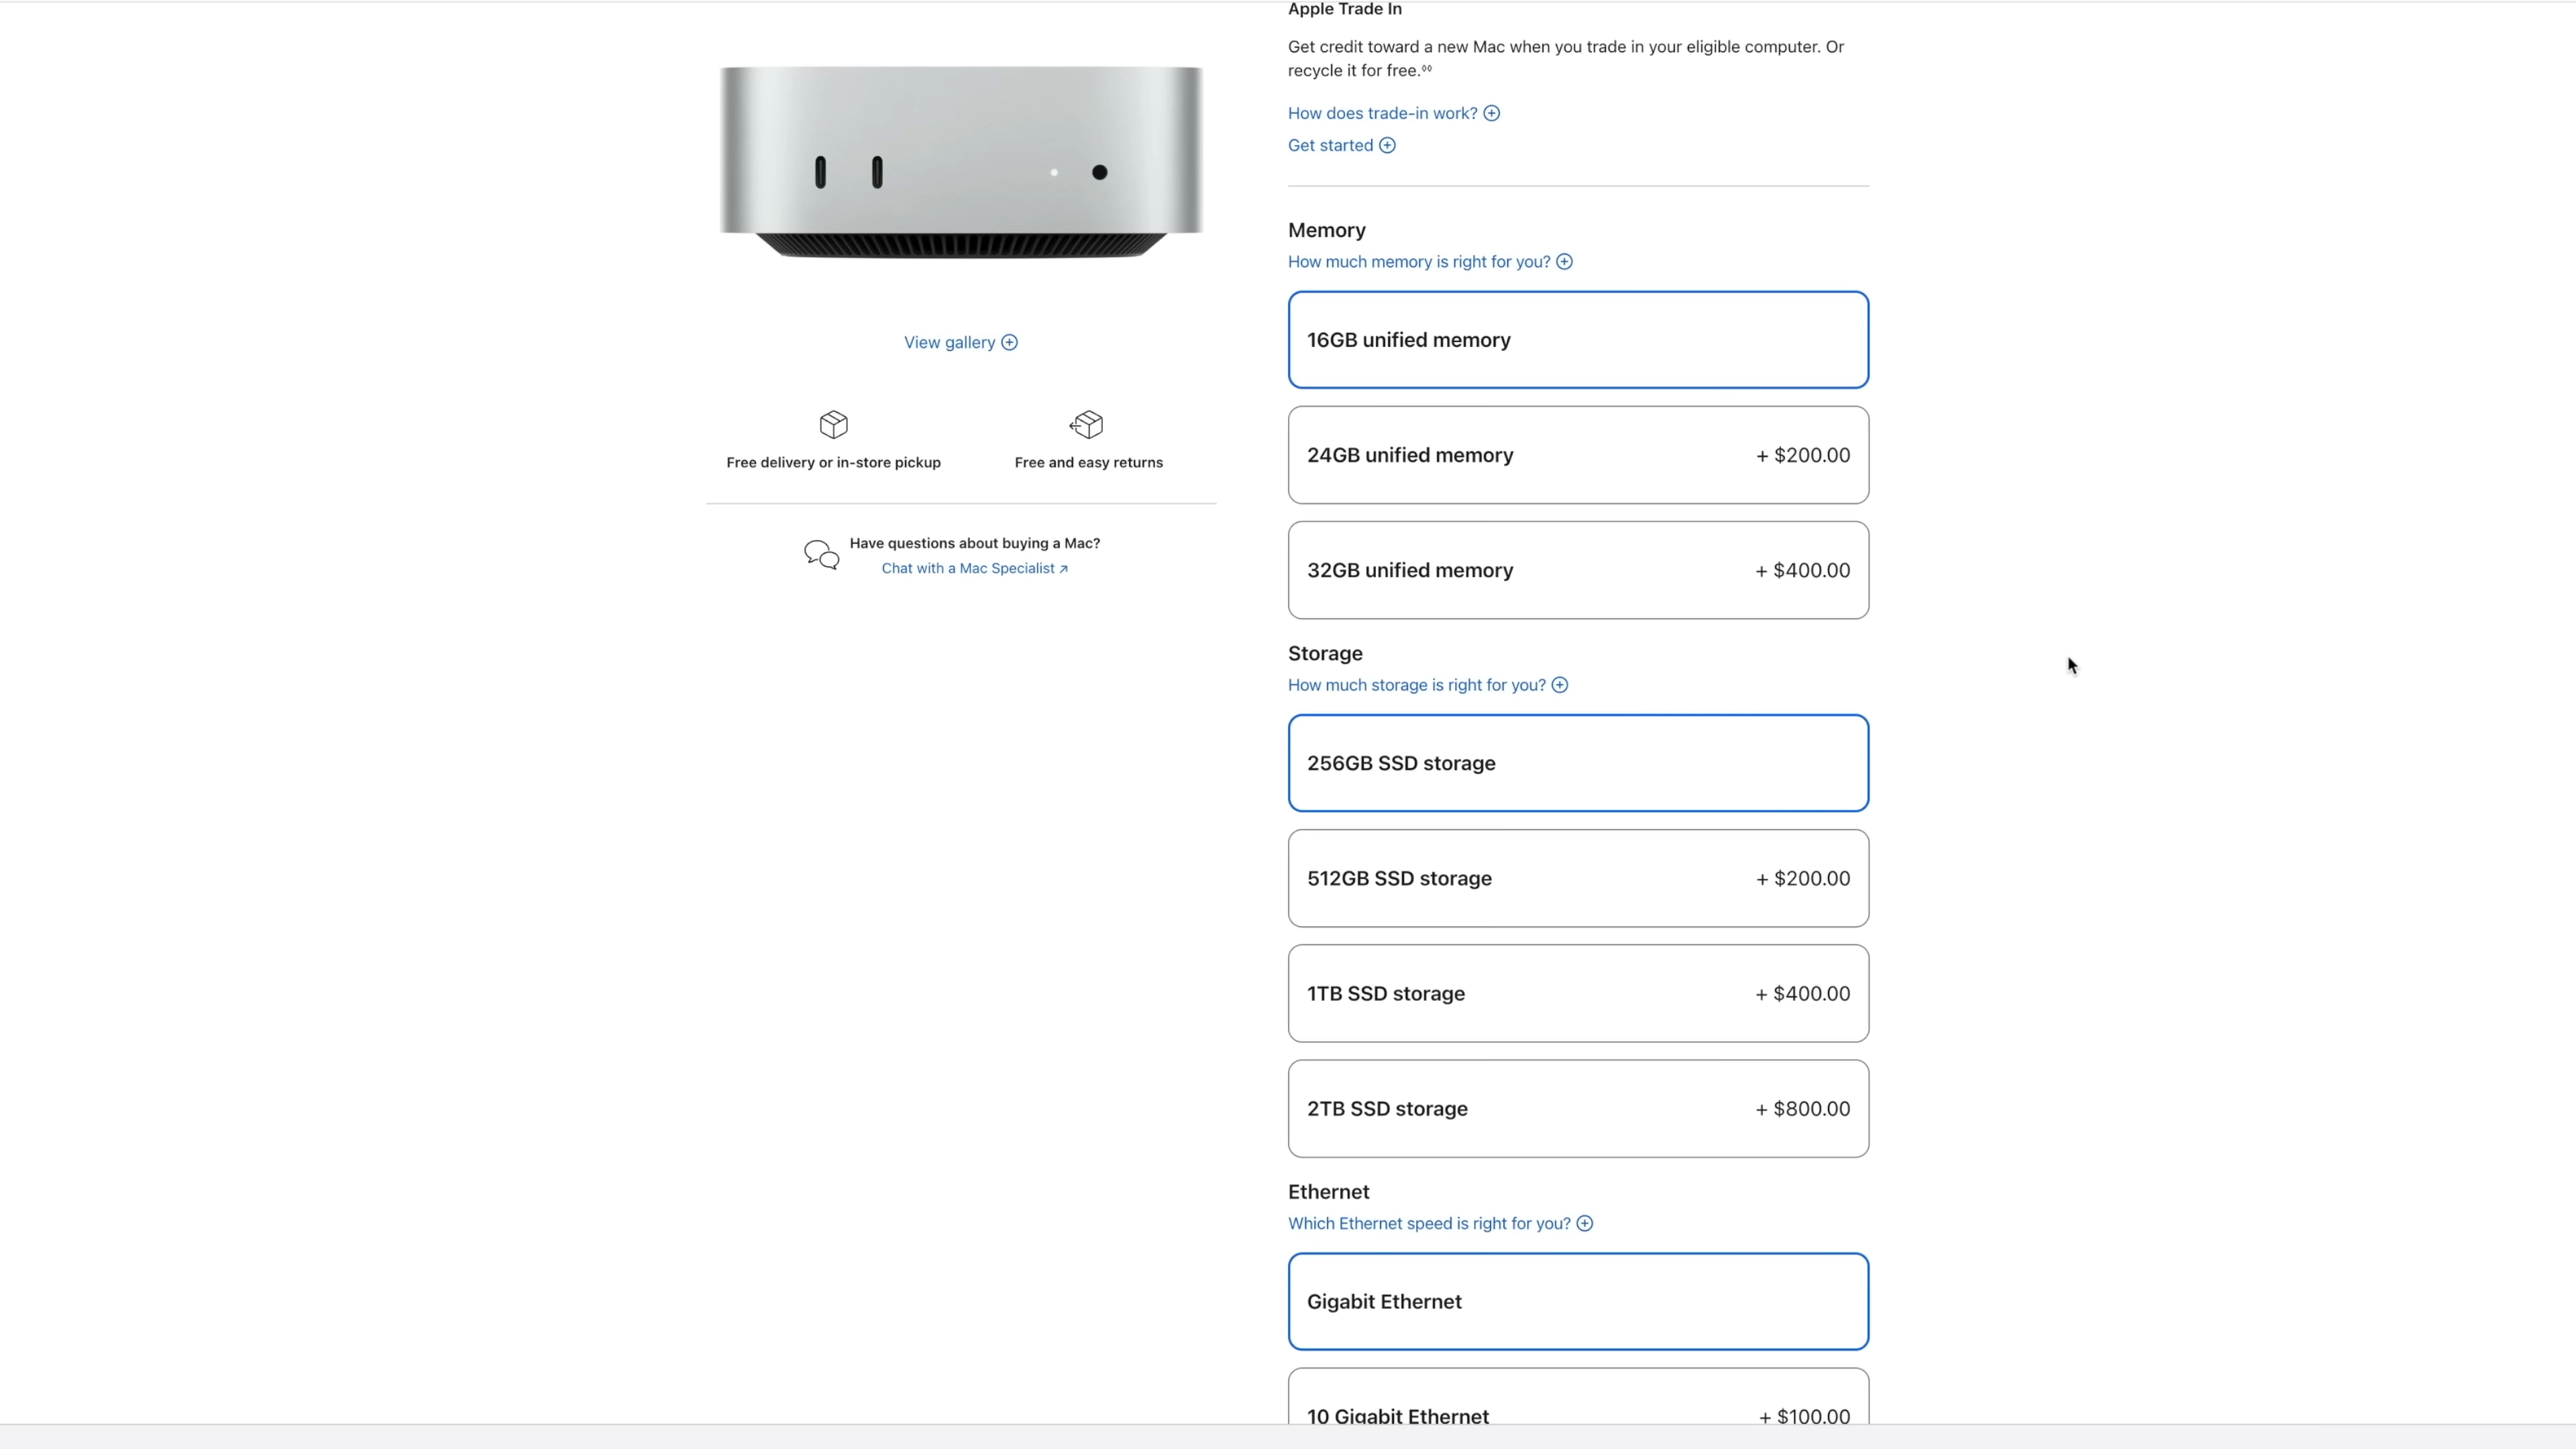 Apple Trade In
Get credit toward a new Mac when you trade in your eligible computer. Or
recycle it for free.◊◊
How does trade-in work?
Get started
View gallery
Free delivery or in-store pickup
Free and easy returns
Have questions about buying a Mac?
Chat with a Mac Specialist ↗
Memory
How much memory is right for you?
16GB unified memory
24GB unified memory + $200.00
32GB unified memory + $400.00
Storage
How much storage is right for you?
256GB SSD storage
512GB SSD storage + $200.00
1TB SSD storage + $400.00
2TB SSD storage + $800.00
Ethernet
Which Ethernet speed is right for you?
Gigabit Ethernet
10 Gigabit Ethernet + $100.00